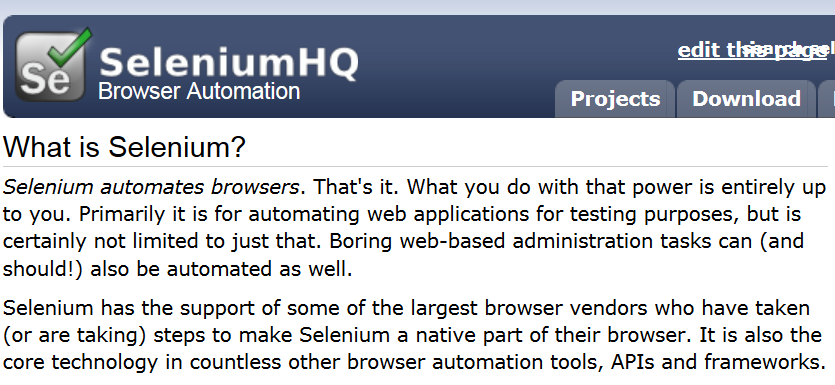 Se
SeleniumHQ
Browser Automation
edit this page
search sel
Projects
Download
What is Selenium?
Selenium automates browsers. That's it. What you do with that power is entirely up
to you. Primarily it is for automating web applications for testing purposes, but is
certainly not limited to just that. Boring web-based administration tasks can (and
should!) also be automated as well.
Selenium has the support of some of the largest browser vendors who have taken
(or are taking) steps to make Selenium a native part of their browser. It is also the
core technology in countless other browser automation tools, APIs and frameworks.